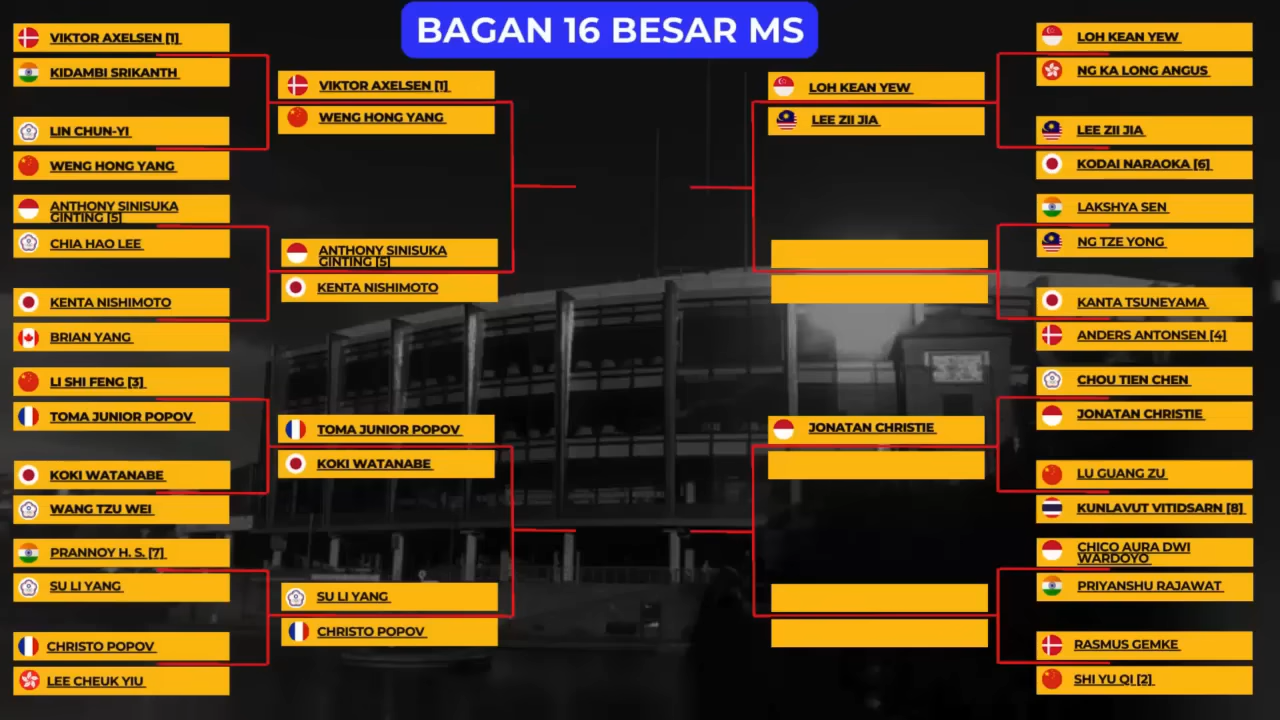 BAGAN 16 BESAR MS
VIKTOR AXELSEN [1]
KIDAMBI SRIKANTH
LIN CHUN-YI
WENG HONG YANG
ANTHONY SINISUKA
GINTING [5]
CHIA HAO LEE
KENTA NISHIMOTO
BRIAN YANG
LI SHI FENG [3]
TOMA JUNIOR POPOV
KOKI WATANABE
WANG TZU WEI
PRANNOY H. S. [7]
SU LI YANG
CHRISTO POPOV
LEE CHEUK YIU
VIKTOR AXELSEN [1]
WENG HONG YANG
ANTHONY SINISUKA
GINTING [5]
KENTA NISHIMOTO
TOMA JUNIOR POPOV
KOKI WATANABE
SU LI YANG
CHRISTO POPOV
LOH KEAN YEW
LEE ZII JIA
JONATAN CHRISTIE
LOH KEAN YEW
NG KA LONG ANGUS
LEE ZII JIA
KODAI NARAOKA [6]
LAKSHYA SEN
NG TZE YONG
KANTA TSUNEYAMA
ANDERS ANTONSEN [4]
CHOU TIEN CHEN
JONATAN CHRISTIE
LU GUANG ZU
KUNLAVUT VITIDSARN [8]
CHICO AURA DWI
WARDOYO
PRIYANSHU RAJAWAT
RASMUS GEMKE
SHI YU QI [2]